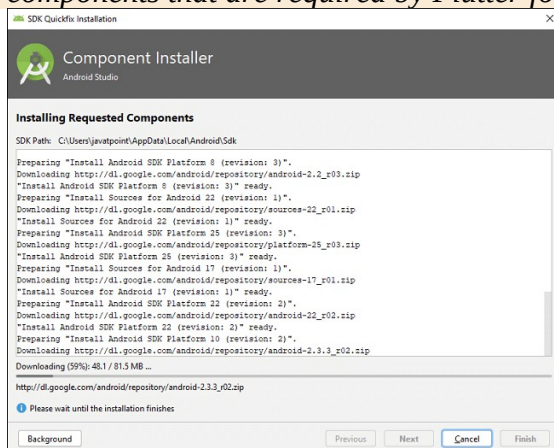 components that are required by Flutter fo
SDK Quickfix Installation
Component Installer
Android Studio
Installing Requested Components
SDK Path: C:\Users\javatpoint\AppData\Local\Android\Sdk
Preparing "Install Android SDK Platform 8 (revision: 3)".
Downloading http://dl.google.com/android/repository/android-2.2_r03.zip
"Install Android SDK Platform 8 (revision: 3)" ready.
Preparing "Install Sources for Android 22 (revision: 1)".
Downloading http://dl.google.com/android/repository/sources-22_r01.zip
"Install Sources for Android 22 (revision: 1)" ready.
Preparing "Install Android SDK Platform 25 (revision: 3)".
Downloading http://dl.google.com/android/repository/platform-25_r03.zip
"Install Android SDK Platform 25 (revision: 3)" ready.
Preparing "Install Sources for Android 17 (revision: 1)".
Downloading http://dl.google.com/android/repository/sources-17_r01.zip
"Install Sources for Android 17 (revision: 1)" ready.
Preparing "Install Android SDK Platform 22 (revision: 2)".
Downloading http://dl.google.com/android/repository/android-22_r02.zip
"Install Android SDK Platform 22 (revision: 2)" ready.
Preparing "Install Android SDK Platform 10 (revision: 2)".
Downloading http://dl.google.com/android/repository/android-2.3.3_r02.zip
Downloading (59%): 48.1 / 81.5 MB ...
http://dl.google.com/android/repository/android-2.3.3_r02.zip
Please wait until the installation finishes
Background Previous Next Cancel Finish